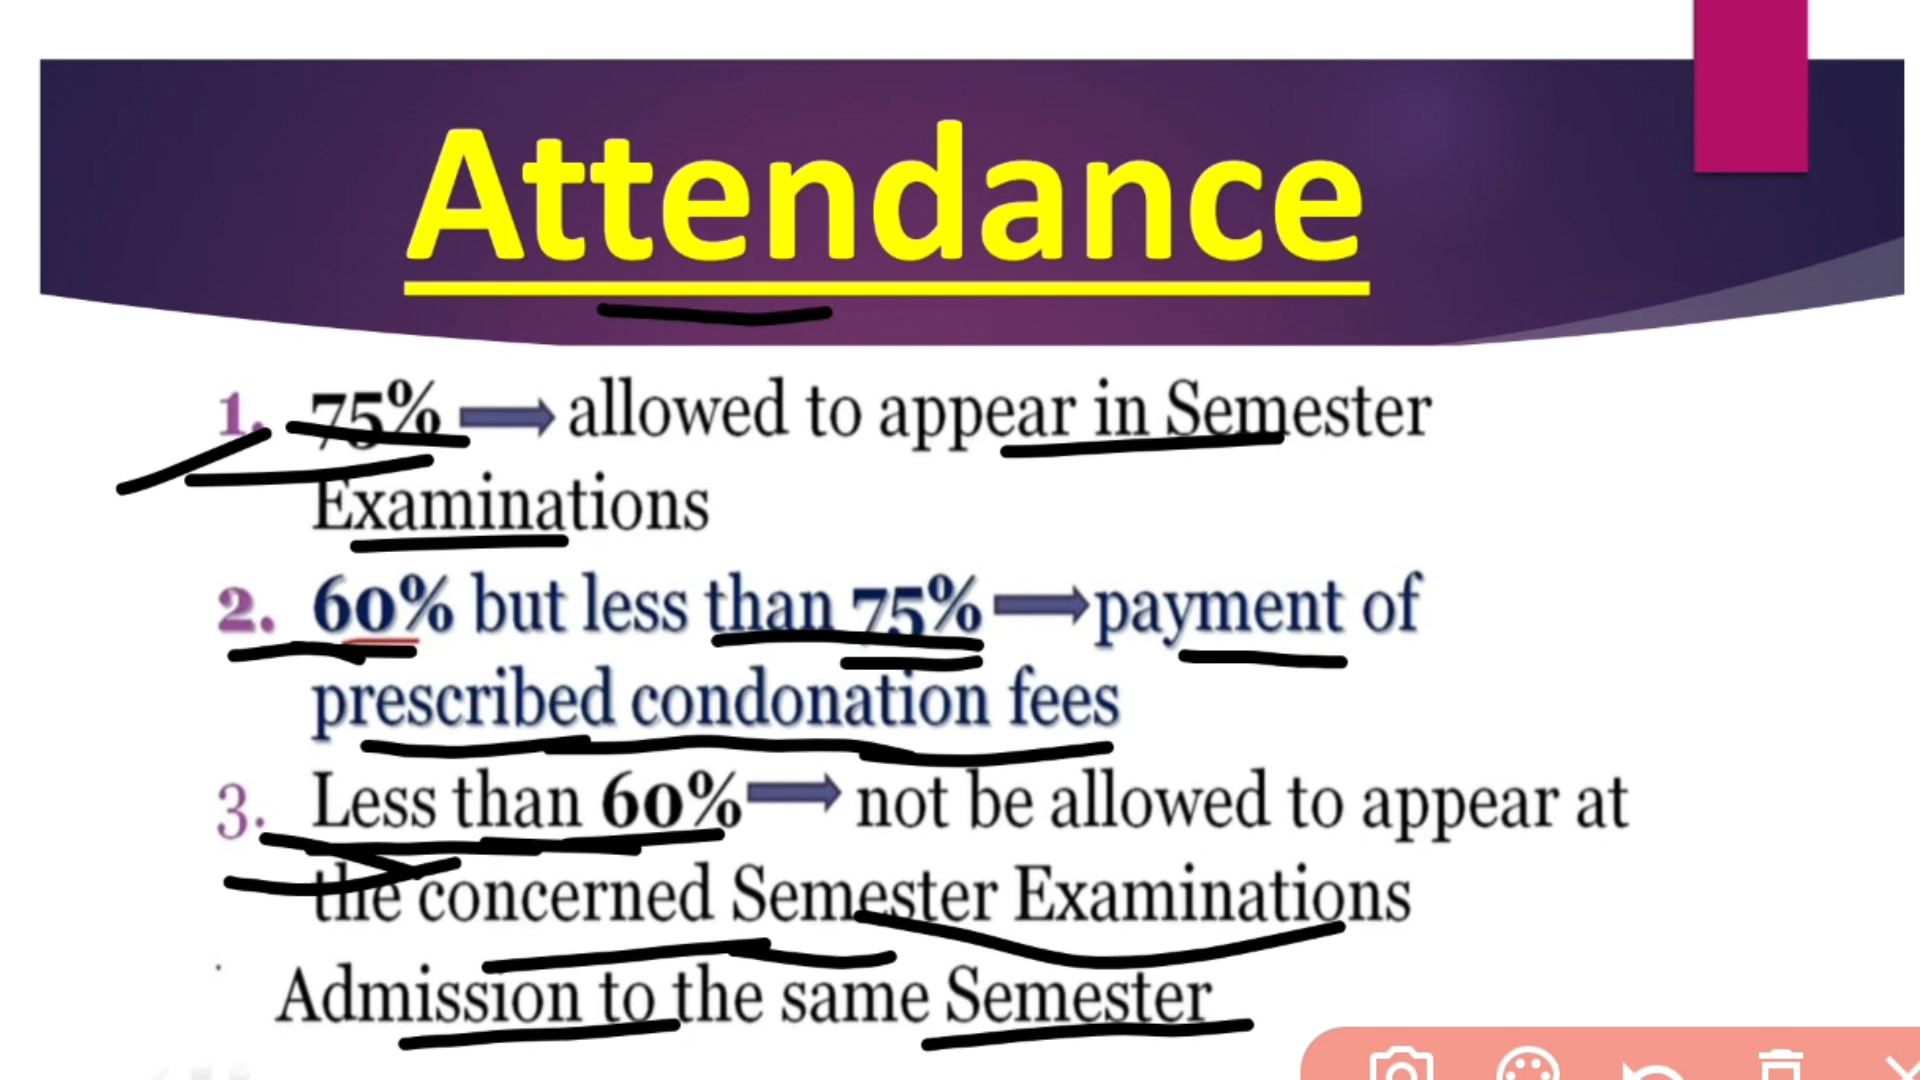 Attendance
1. 75% allowed to appear in Semester
Examinations
2. 60% but less than 75% payment of
prescribed condonation fees
3. Less than 60% not be allowed to appear at
the concerned Semester Examinations
Admission to the same Semester